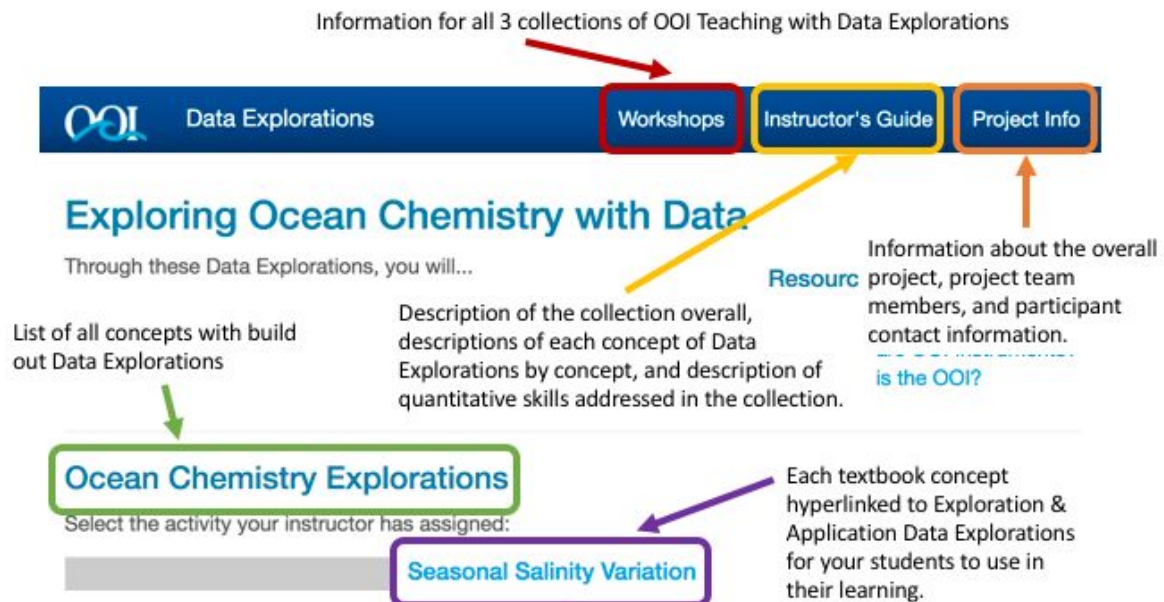 Information for all 3 collections of OOI Teaching with Data Explorations
OOI Data Explorations Workshops Instructor's Guide Project Info
Exploring Ocean Chemistry with Data
Through these Data Explorations, you will...
Resourc
Information about the overall
project, project team
members, and participant
contact information.
is the OOI?
Description of the collection overall,
descriptions of each concept of Data
Explorations by concept, and description of
quantitative skills addressed in the collection.
List of all concepts with build
out Data Explorations
Ocean Chemistry Explorations
Select the activity your instructor has assigned:
Seasonal Salinity Variation
Each textbook concept
hyperlinked to Exploration &
Application Data Explorations
for your students to use in
their learning.